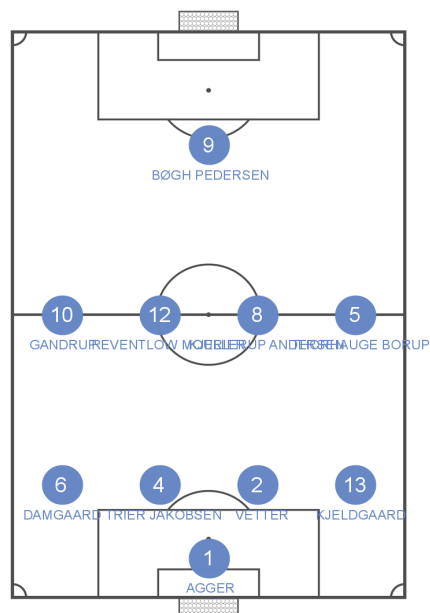 9
BØGH PEDERSEN
10 12 8 5
GANDRUP REVENTLOW ANDERSEN BORUP
6 4 2 13
DAMGAARD TRIER JAKOBSEN VETTER KJELDGAARD
1
AGGER